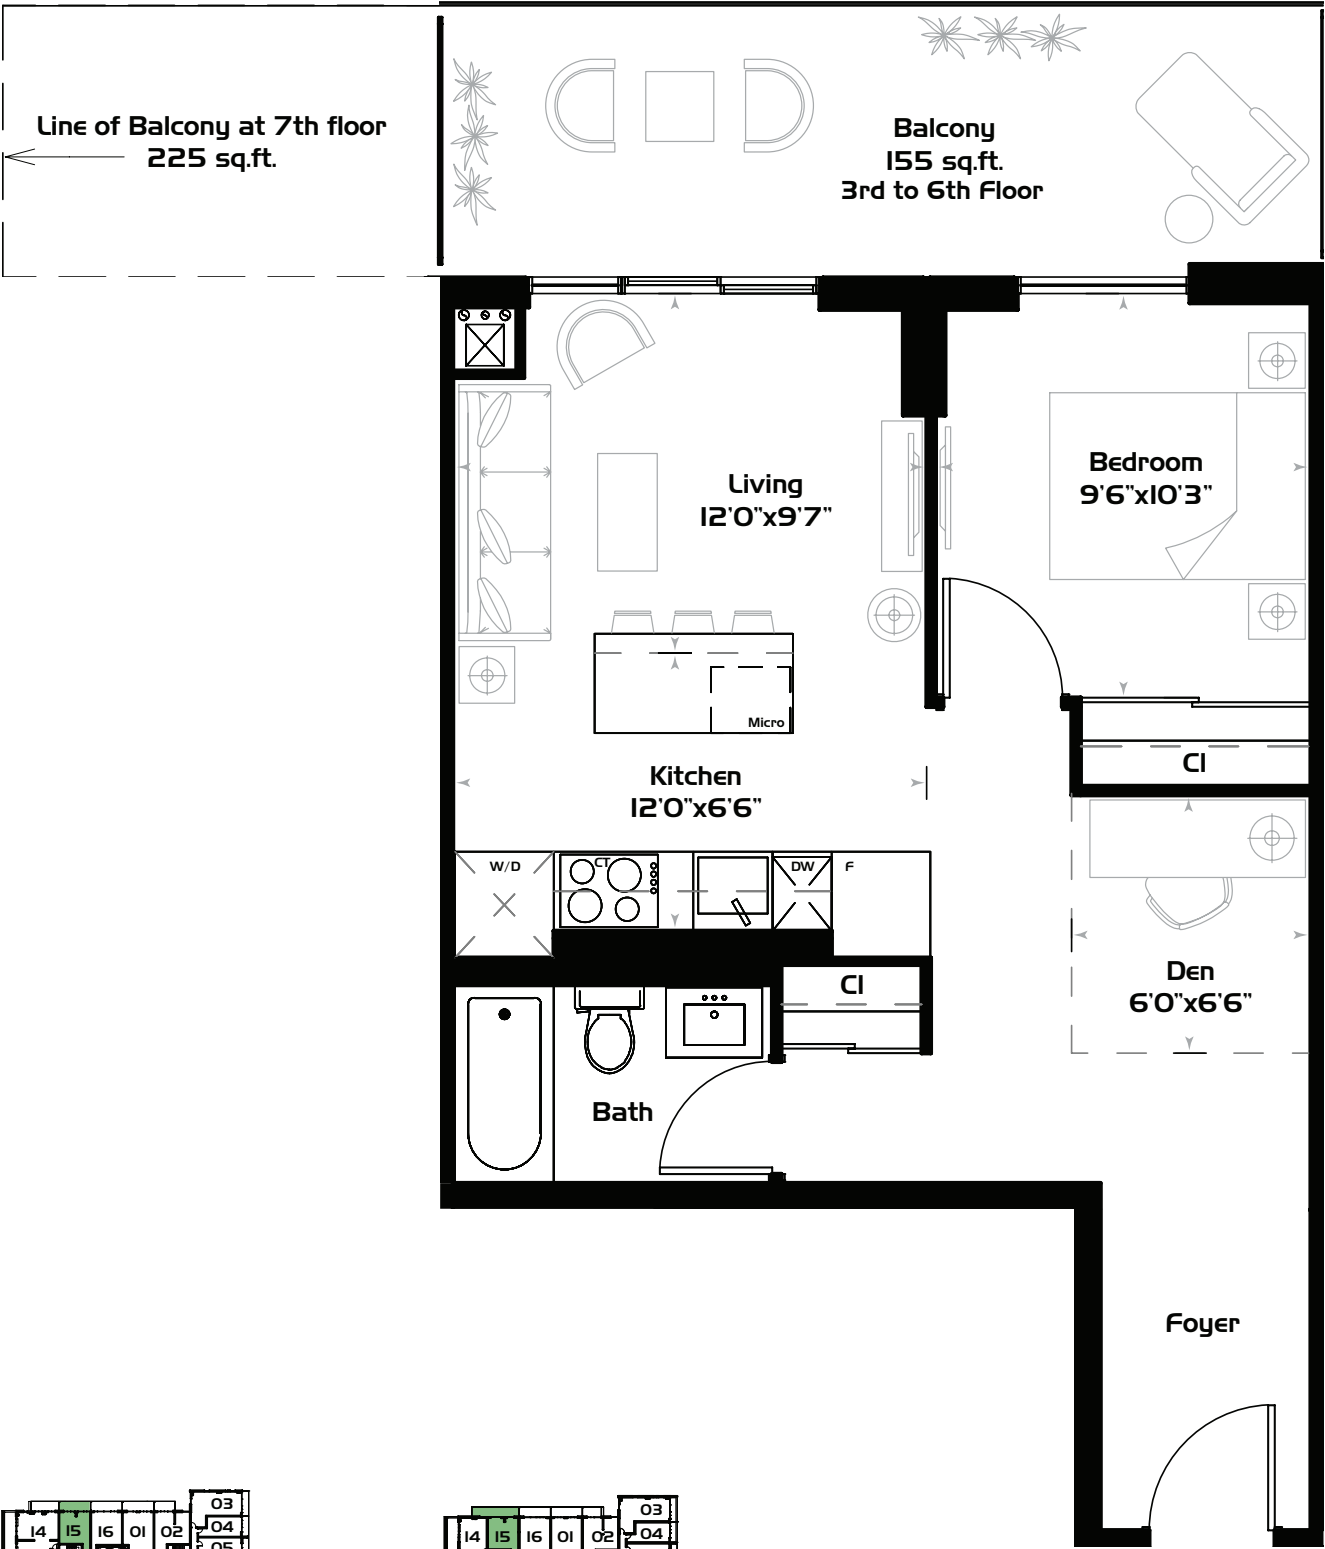 Line of Balcony at 7th floor
225 sq.ft.
Balcony
155 sq.ft.
3rd to 6th Floor
Living
12'0"x9'7"
Bedroom
9'6"x10'3"
Micro
Kitchen
12'0"x6'6"
Cl
W/D
CT
DW
F
Den
6'0"x6'6"
Cl
Bath
Foyer
03
14
15
16
01
02
04
05
03
14
15
16
01
02
04